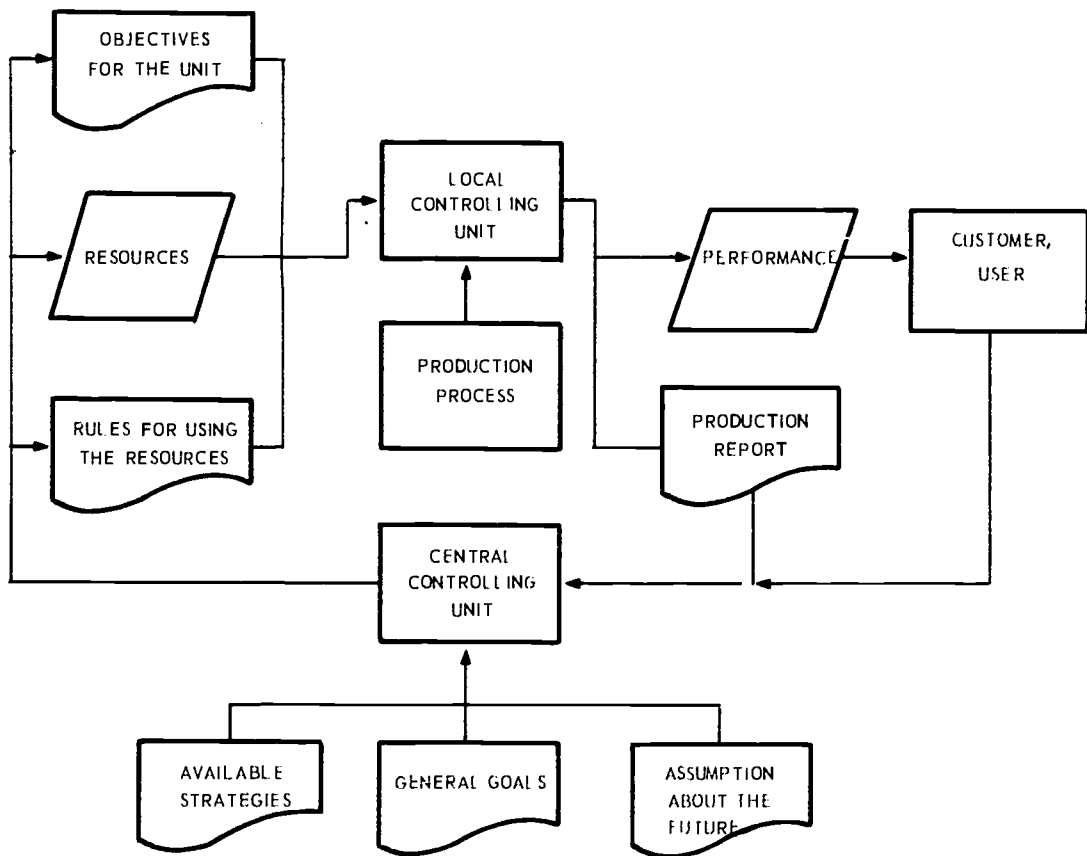 OBJECTIVES
FOR THE UNIT
RESOURCES
RULES FOR USING
THE RESOURCES
LOCAL
CONTROLLING
UNIT
PRODUCTION
PROCESS
PERFORMANCE
CUSTOMER,
USER
PRODUCTION
REPORT
CENTRAL
CONTROLLING
UNIT
AVAILABLE
STRATEGIES
GENERAL GOALS
ASSUMPTION
ABOUT THE
FUTURE